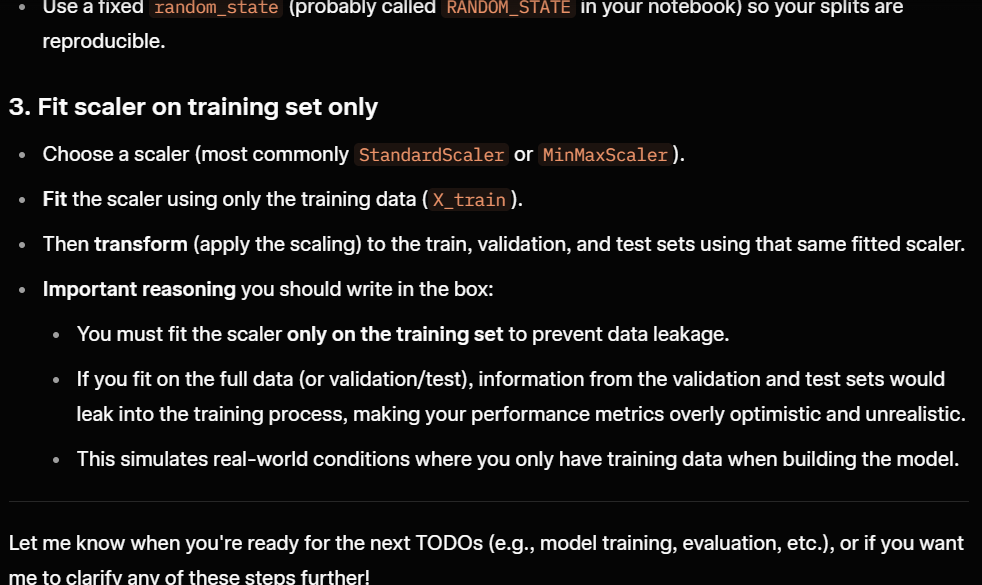 Use a fixed random_state (probably called RANDOM_STATE in your notebook) so your splits are
reproducible.
3. Fit scaler on training set only
Choose a scaler (most commonly StandardScaler or MinMaxScaler).
Fit the scaler using only the training data (X_train).
Then transform (apply the scaling) to the train, validation, and test sets using that same fitted scaler.
Important reasoning you should write in the box:
You must fit the scaler only on the training set to prevent data leakage.
If you fit on the full data (or validation/test), information from the validation and test sets would
leak into the training process, making your performance metrics overly optimistic and unrealistic.
This simulates real-world conditions where you only have training data when building the model.
Let me know when you're ready for the next TODOs (e.g., model training, evaluation, etc.), or if you want
me to clarify any of these steps further!